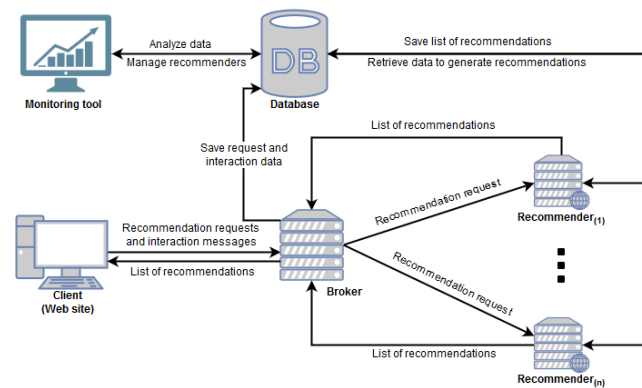 Analyze data
Manage recommenders
DB
Save list of recommendations
Retrieve data to generate recommendations
Monitoring tool
Database
List of recommendations
Save request and
interaction data
Recommendation request
Recommender(1)
Recommendation requests
and interaction messages
List of recommendations
Client
(Web site)
Broker
Recommendation request
List of recommendations
Recommender(n)